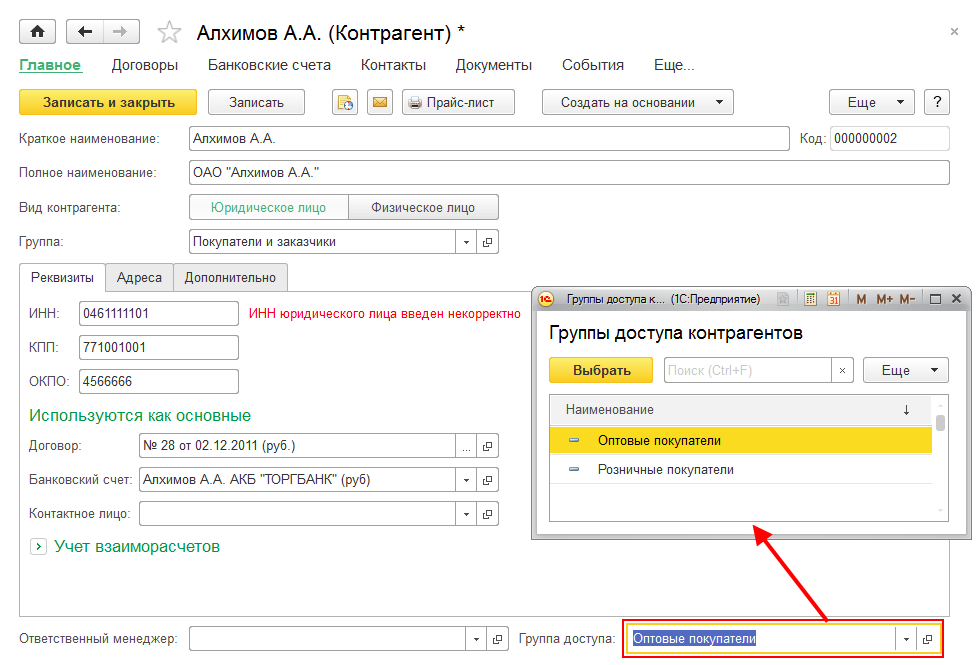 Алхимов А.А. (Контрагент) *
Главное Договоры Банковские счета Контакты Документы События Еще...
Записать и закрыть Записать Прайс-лист Создать на основании Еще ?
Краткое наименование: Алхимов А.А. Код: 000000002
Полное наименование: ОАО "Алхимов А.А."
Вид контрагента: Юридическое лицо Физическое лицо
Группа: Покупатели и заказчики
Реквизиты Адреса Дополнительно
ИНН: 0461111101 ИНН юридического лица введен некорректно
КПП: 771001001
ОКПО: 4566666
Используются как основные
Договор: № 28 от 02.12.2011 (руб.) ...
Банковский счет: Алхимов А.А. АКБ "ТОРГБАНК" (руб)
Контактное лицо:
Учет взаиморасчетов
Ответственный менеджер: Группа доступа: Оптовые покупатели
1С Группы доступа к... (1С:Предприятие) 31 M M+ M-
Группы доступа контрагентов
Выбрать Поиск (Ctrl+F) × Еще
Наименование ↓
Оптовые покупатели
Розничные покупатели